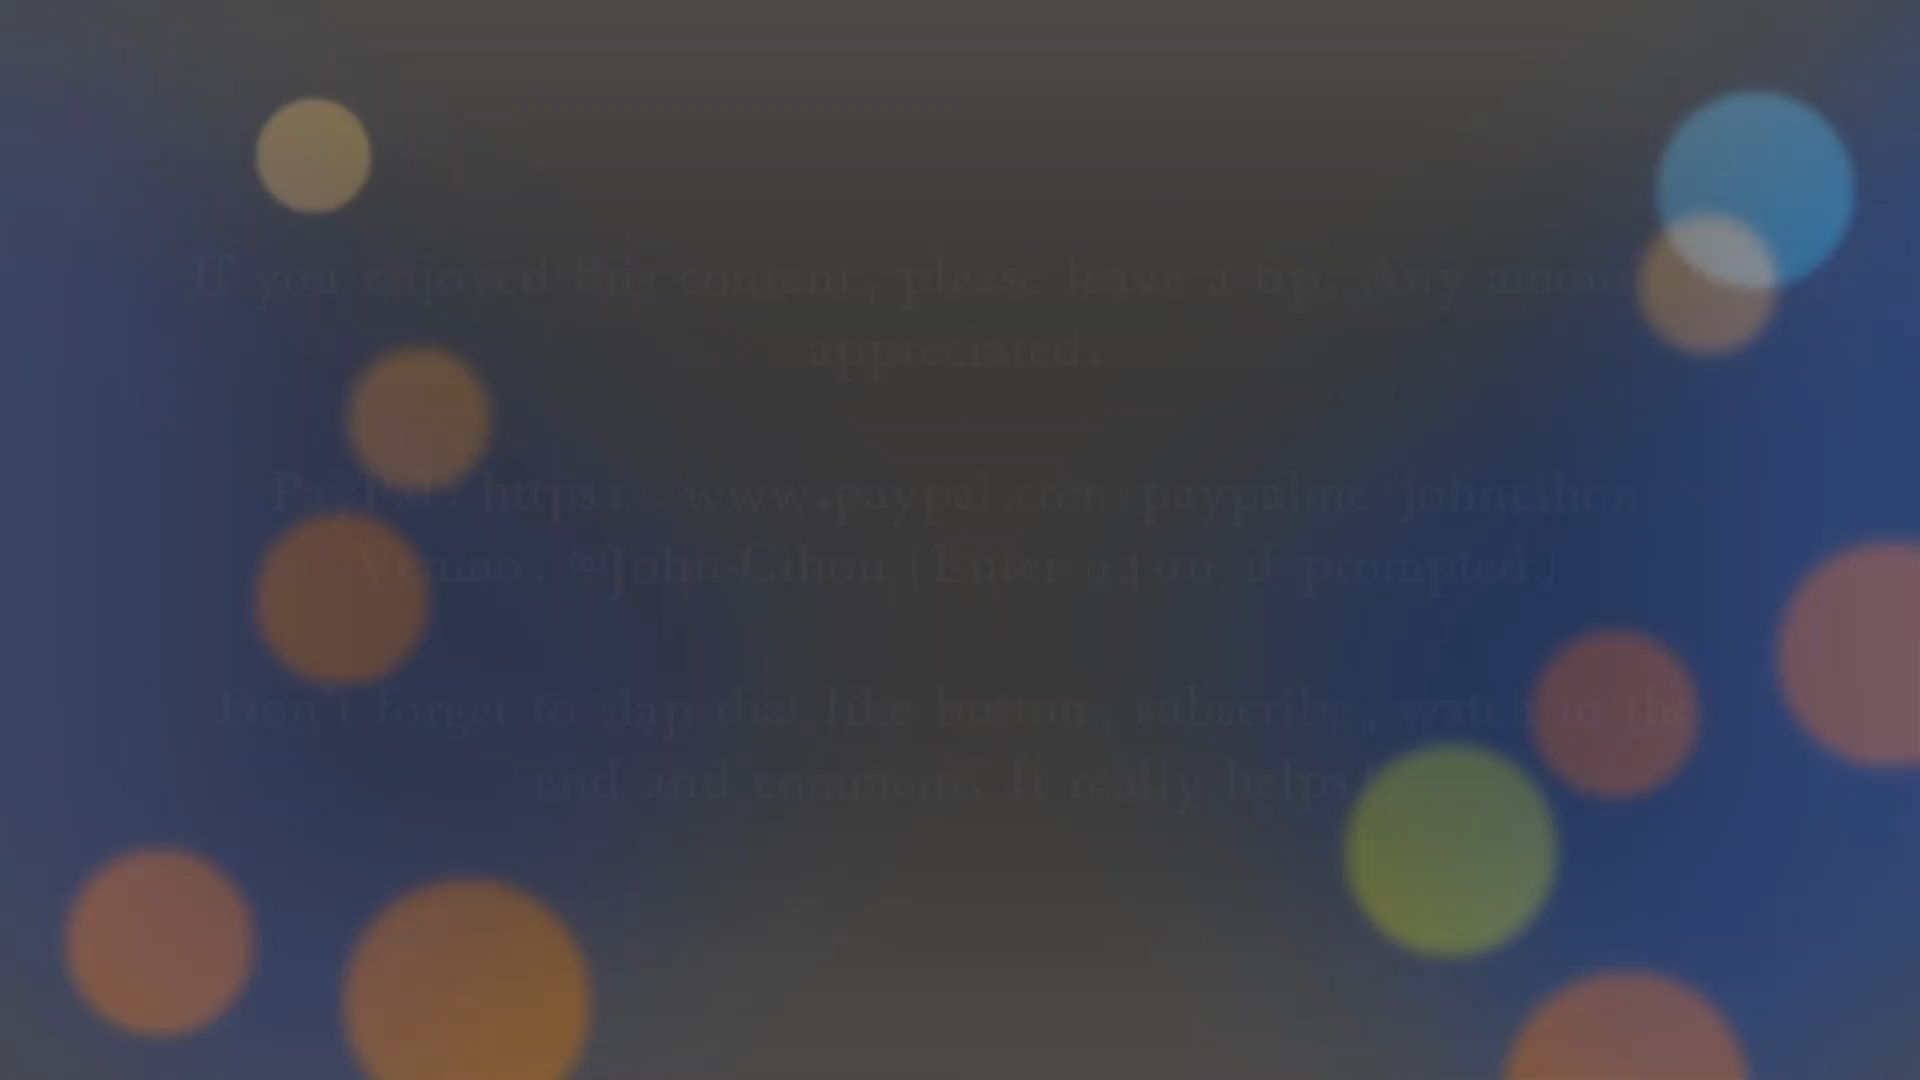 If you enjoyed this content, please leave a tip. Any amount
appreciated.
PayPal: https://www.paypal.com/paypalme/johncihon
Venmo: @John-Cihon (Enter if prompted)
Don't forget to slap that like button, subscribe, watch to the
end and comment. It really helps!